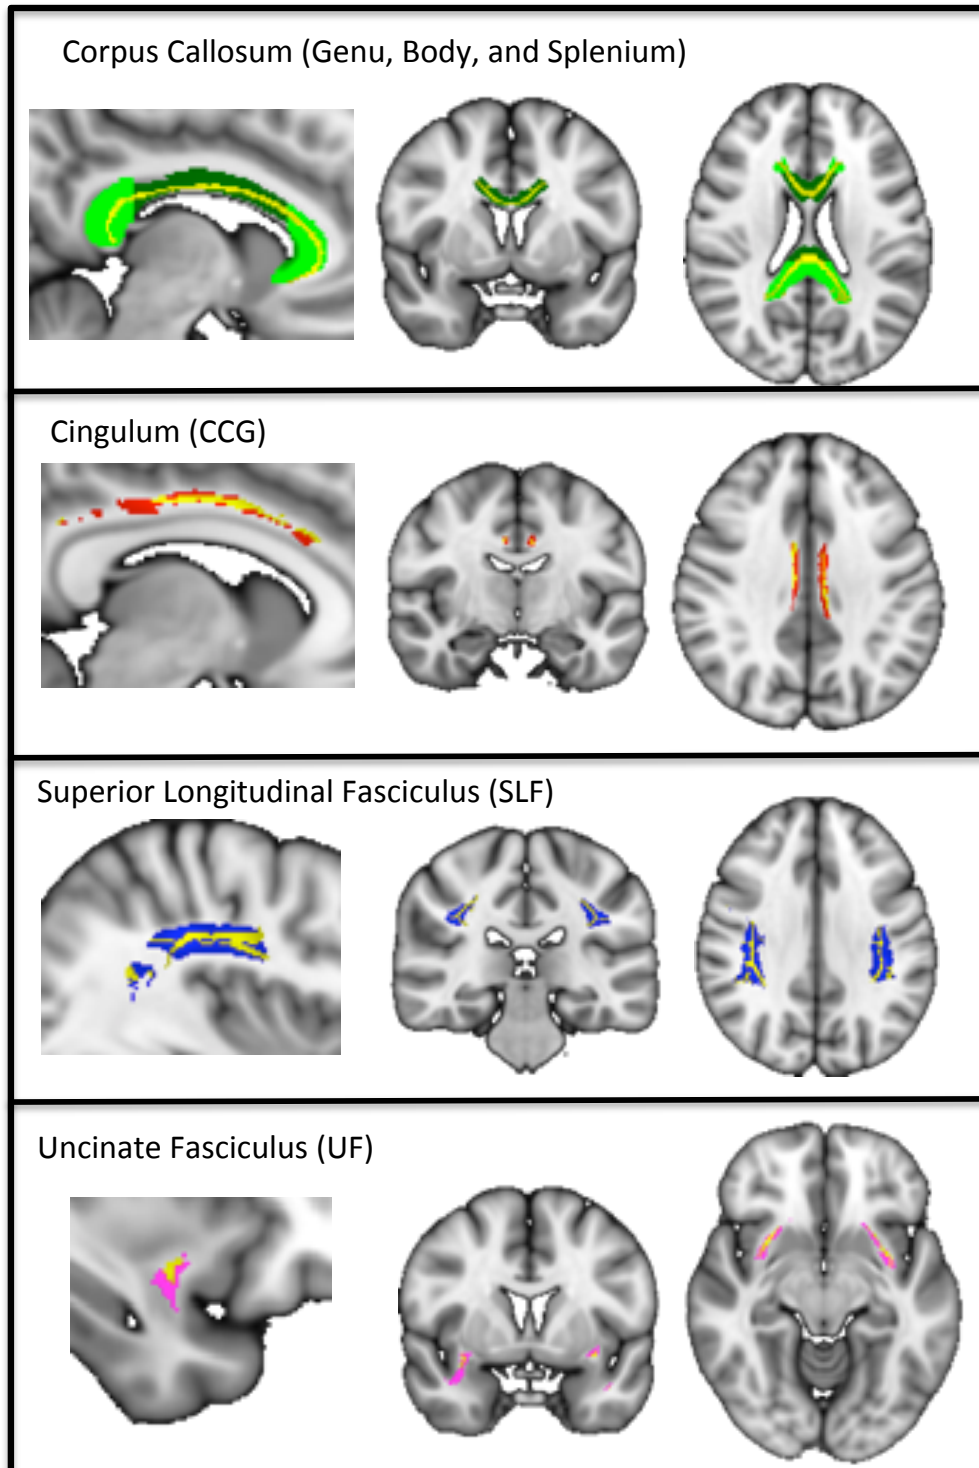 Corpus Callosum (Genu, Body, and Splenium)
Cingulum (CCG)
Superior Longitudinal Fasciculus (SLF)
Uncinate Fasciculus (UF)